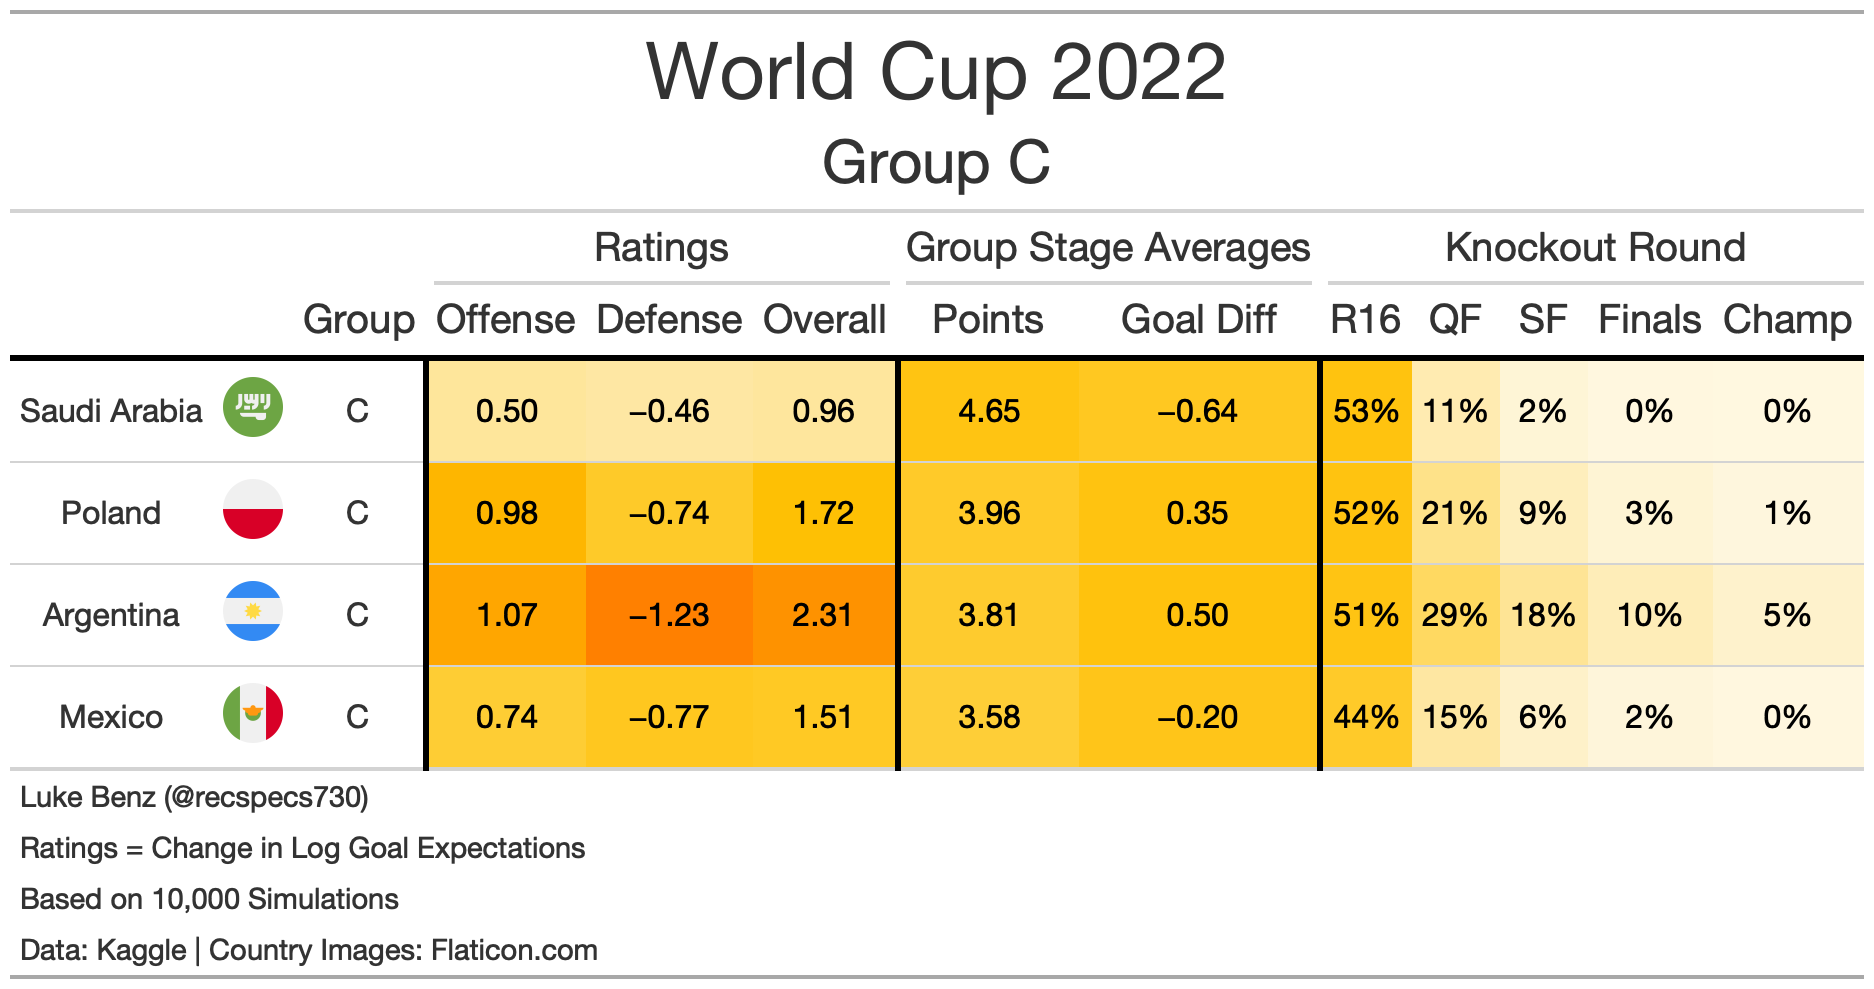 World Cup 2022
Group C
Ratings Group Stage Averages Knockout Round
Group Offense Defense Overall Points Goal Diff R16 QF SF Finals Champ
Saudi Arabia C 0.50 −0.46 0.96 4.65 −0.64 53% 11% 2% 0% 0%
Poland C 0.98 −0.74 1.72 3.96 0.35 52% 21% 9% 3% 1%
Argentina C 1.07 −1.23 2.31 3.81 0.50 51% 29% 18% 10% 5%
Mexico C 0.74 −0.77 1.51 3.58 −0.20 44% 15% 6% 2% 0%
Luke Benz (@recspecs730)
Ratings = Change in Log Goal Expectations
Based on 10,000 Simulations
Data: Kaggle | Country Images: Flaticon.com